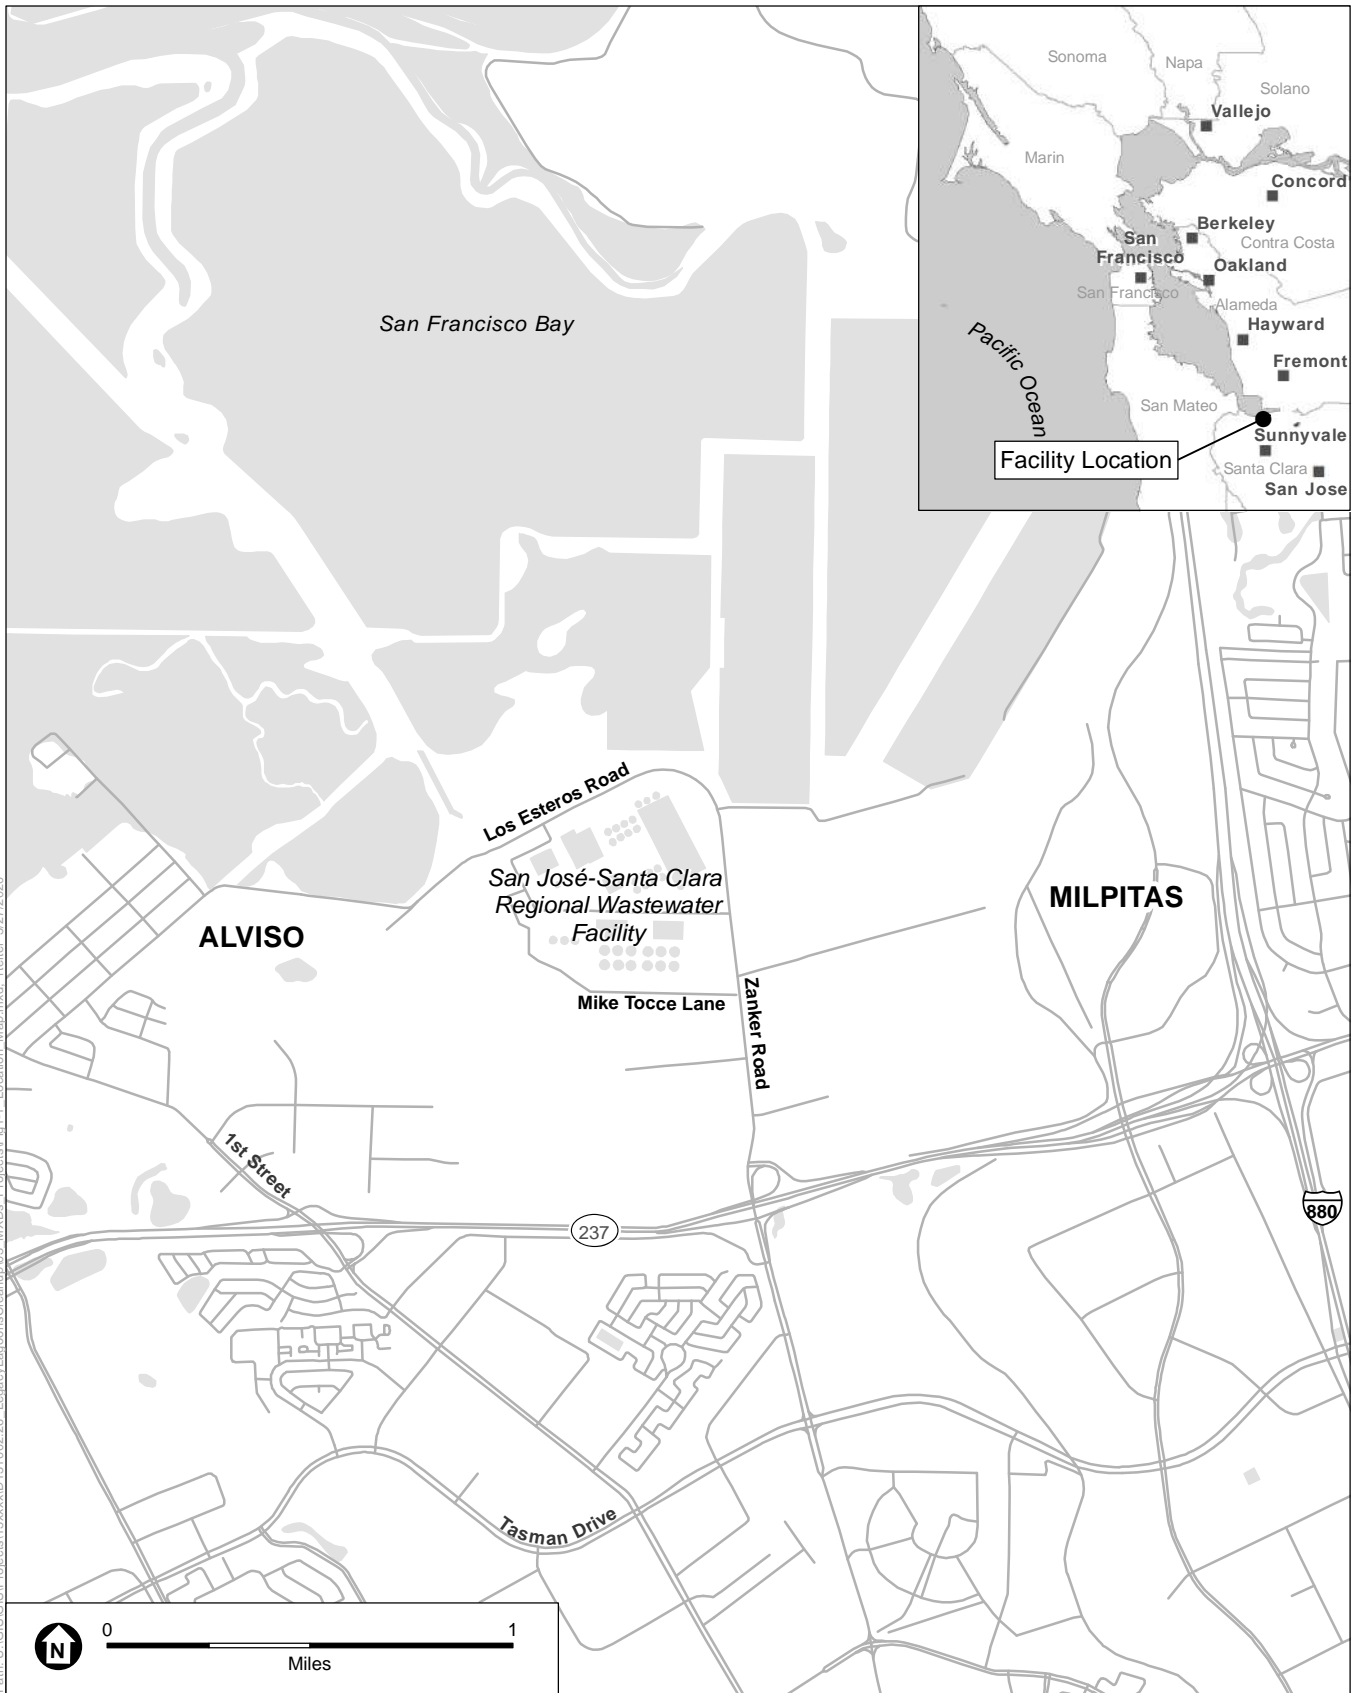 Sonoma
Napa
Solano
Vallejo
Marin
Concord
Berkeley
San
Francisco
Contra Costa
Oakland
San Francisco
Alameda
Hayward
Pacific Ocean
Fremont
San Mateo
Sunnyvale
Facility Location
Santa Clara
San Jose
San Francisco Bay
Los Esteros Road
San José-Santa Clara
Regional Wastewater
Facility
MILPITAS
ALVISO
Mike Tocce Lane
Zanker Road
1st Street
880
237
Tasman Drive
N
0
1
Miles